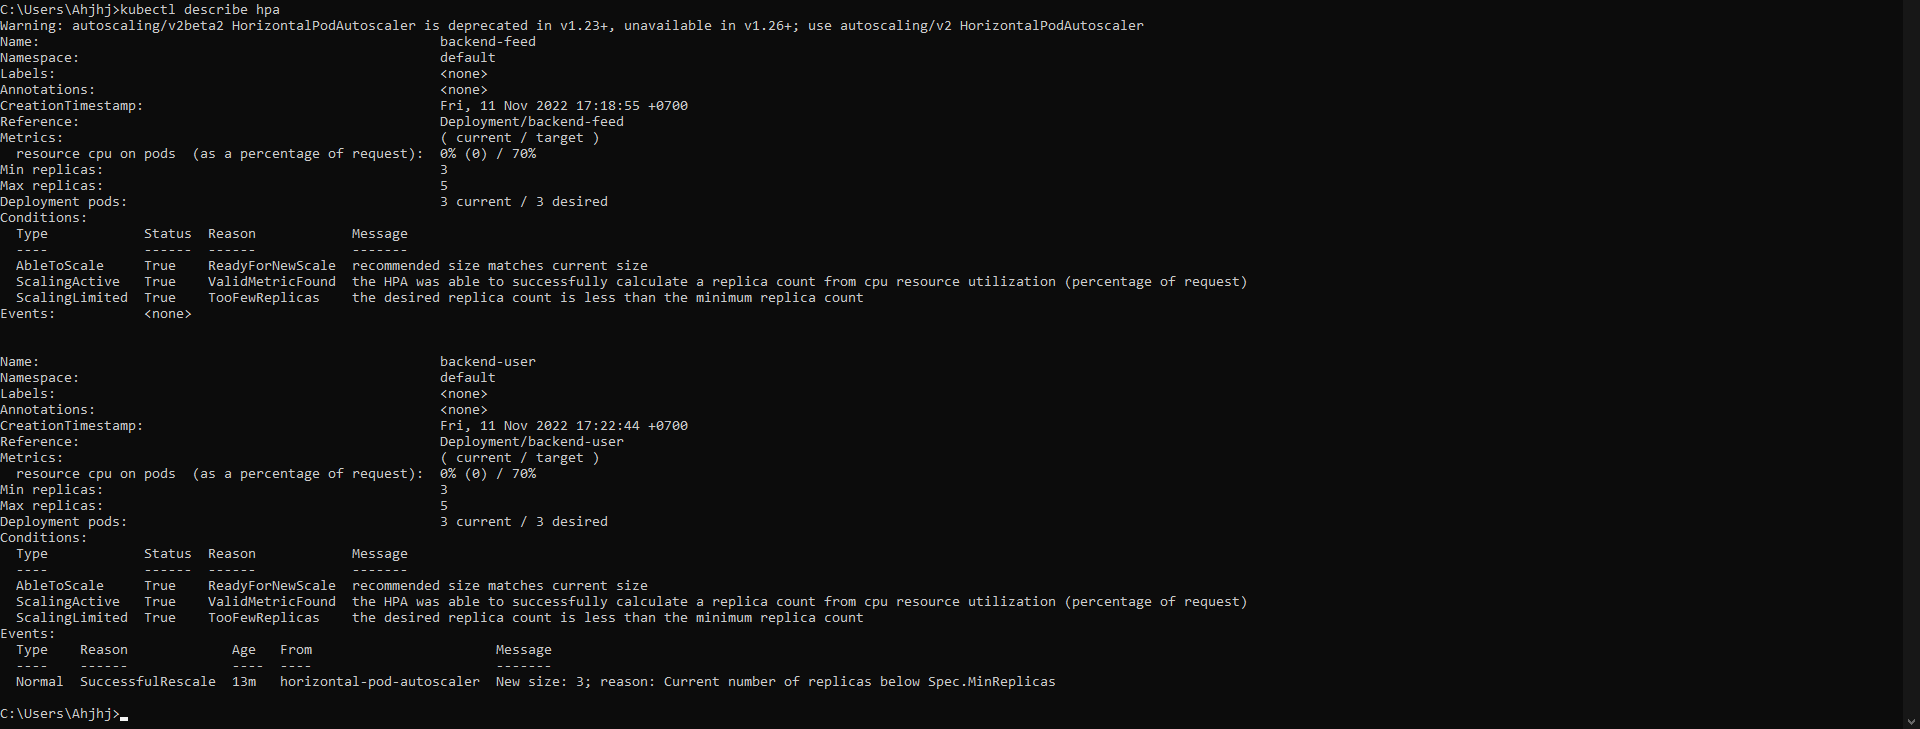 C:\Users\Ahjhj>kubectl describe hpa
Warning: autoscaling/v2beta2 HorizontalPodAutoscaler is deprecated in v1.23+, unavailable in v1.26+; use autoscaling/v2 HorizontalPodAutoscaler
Name:                                                  backend-feed
Namespace:                                             default
Labels:                                                <none>
Annotations:                                           <none>
CreationTimestamp:                                     Fri, 11 Nov 2022 17:18:55 +0700
Reference:                                             Deployment/backend-feed
Metrics:                                               ( current / target )
  resource cpu on pods  (as a percentage of request):  0% (0) / 70%
Min replicas:                                          3
Max replicas:                                          5
Deployment pods:                                       3 current / 3 desired
Conditions:
  Type            Status  Reason            Message
  ----            ------  ------            -------
  AbleToScale     True    ReadyForNewScale  recommended size matches current size
  ScalingActive   True    ValidMetricFound  the HPA was able to successfully calculate a replica count from cpu resource utilization (percentage of request)
  ScalingLimited  True    TooFewReplicas    the desired replica count is less than the minimum replica count
Events:           <none>
Name:                                                  backend-user
Namespace:                                             default
Labels:                                                <none>
Annotations:                                           <none>
CreationTimestamp:                                     Fri, 11 Nov 2022 17:22:44 +0700
Reference:                                             Deployment/backend-user
Metrics:                                               ( current / target )
  resource cpu on pods  (as a percentage of request):  0% (0) / 70%
Min replicas:                                          3
Max replicas:                                          5
Deployment pods:                                       3 current / 3 desired
Conditions:
  Type            Status  Reason            Message
  ----            ------  ------            -------
  AbleToScale     True    ReadyForNewScale  recommended size matches current size
  ScalingActive   True    ValidMetricFound  the HPA was able to successfully calculate a replica count from cpu resource utilization (percentage of request)
  ScalingLimited  True    TooFewReplicas    the desired replica count is less than the minimum replica count
Events:
  Type    Reason             Age   From                       Message
  ----    ------             ----  ----                       -------
  Normal  SuccessfulRescale  13m   horizontal-pod-autoscaler  New size: 3; reason: Current number of replicas below Spec.MinReplicas
C:\Users\Ahjhj>